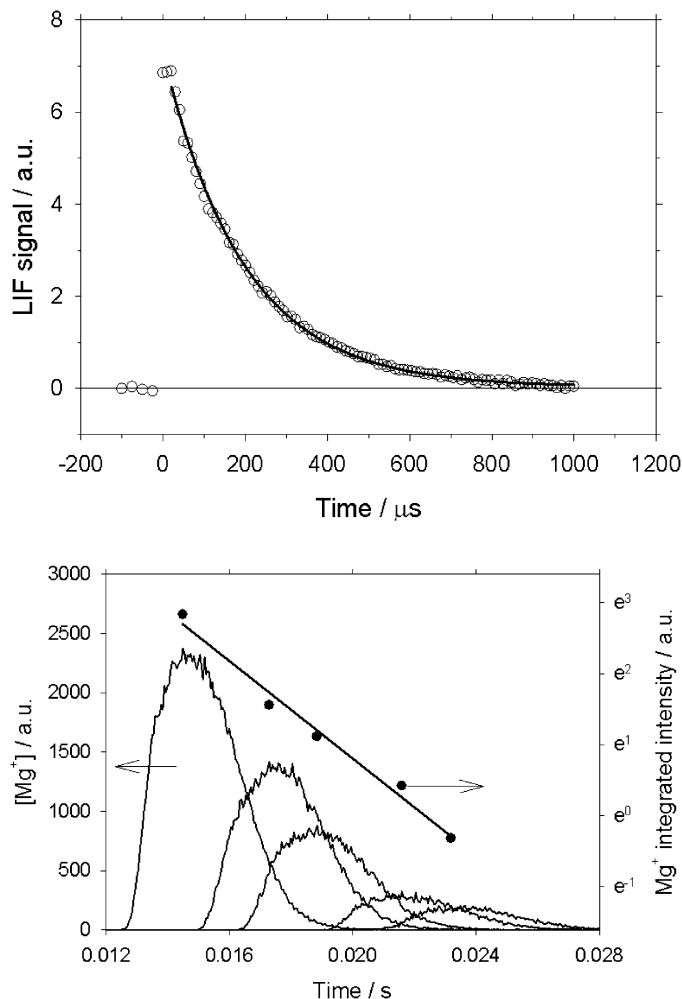 8
6
4
2
0
LIF signal / a.u.
-200 0 200 400 600 800 1000 1200
Time / μs
3000
2500
2000
1500
1000
500
0
[Mg⁺] / a.u.
e³
e²
e¹
e⁰
e⁻¹
Mg⁺ integrated intensity / a.u.
0.012 0.016 0.020 0.024 0.028
Time / s